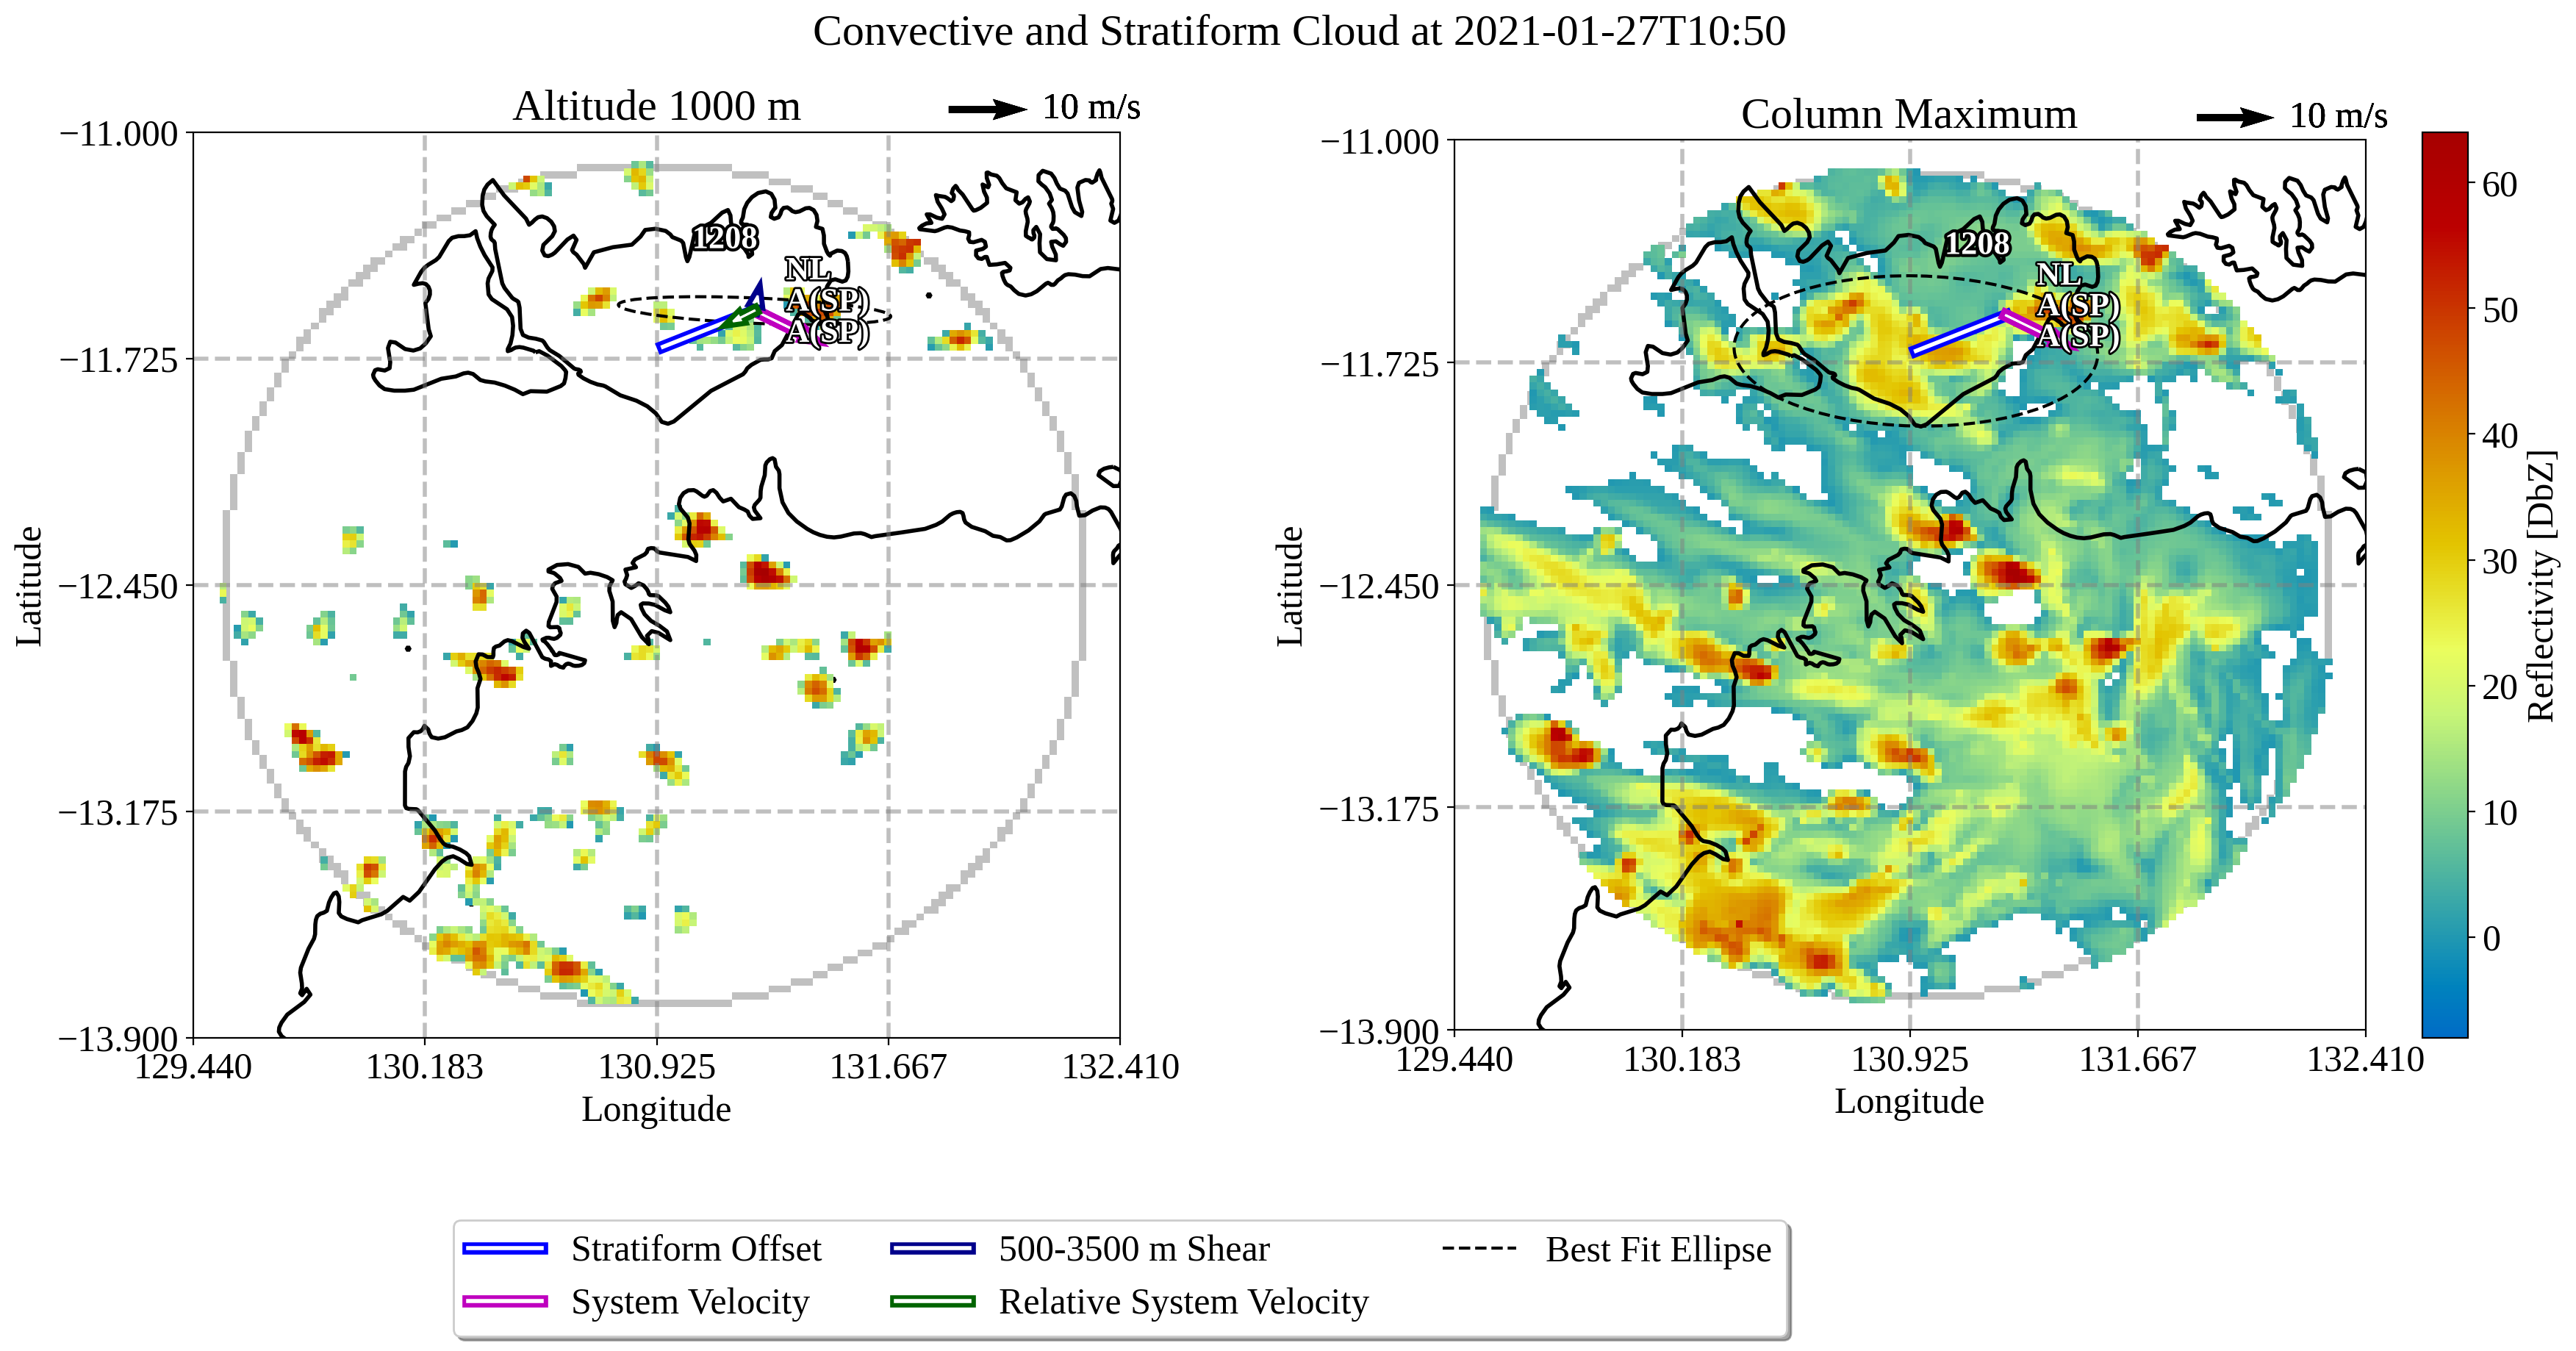 Convective and Stratiform Cloud at 2021-01-27T10:50
Altitude 1000 m
10 m/s
−11.000
−11.725
−12.450
−13.175
−13.900
129.440
130.183
130.925
131.667
132.410
Latitude
Longitude
1208
NL
A(SP)
A(SP)
Column Maximum
10 m/s
−11.000
−11.725
−12.450
−13.175
−13.900
129.440
130.183
130.925
131.667
132.410
Latitude
Longitude
1208
NL
A(SP)
A(SP)
60
50
40
30
20
10
0
Reflectivity [DbZ]
Stratiform Offset
System Velocity
500-3500 m Shear
Relative System Velocity
Best Fit Ellipse